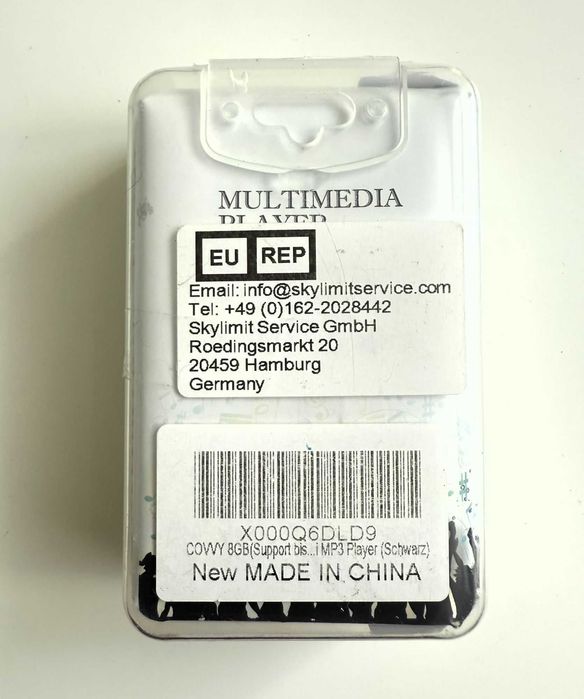 MULTIMEDIA
PLAYER
EU REP
Email: info@skylimitservice.com
Tel: +49 (0)162-2028442
Skylimit Service GmbH
Roedingsmarkt 20
20459 Hamburg
Germany
X000Q6DLD9
COVVY 8GB(Support bis...i MP3 Player (Schwarz)
New MADE IN CHINA